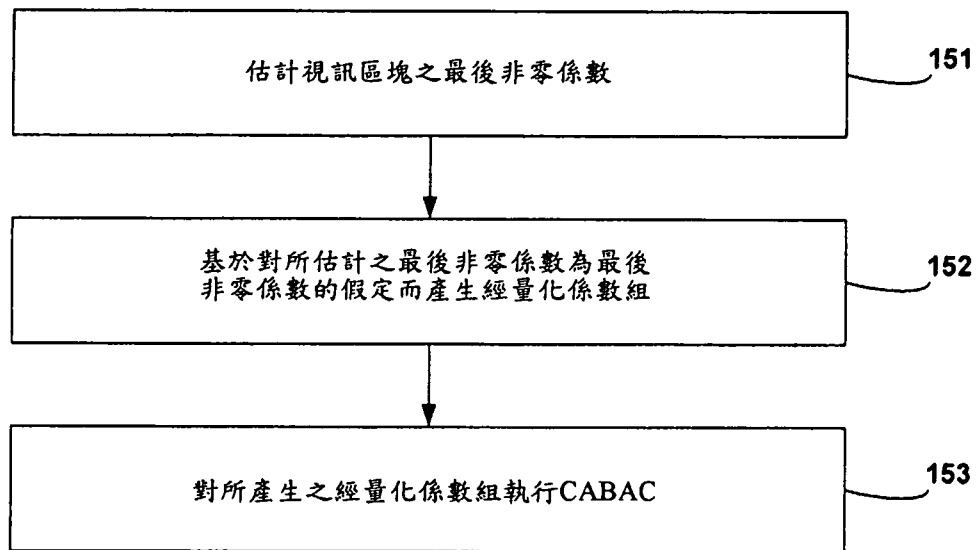 估計視訊區塊之最後非零係數
151
基於對所估計之最後非零係數為最後
非零係數的假定而產生經量化係數組
152
對所產生之經量化係數組執行CABAC
153